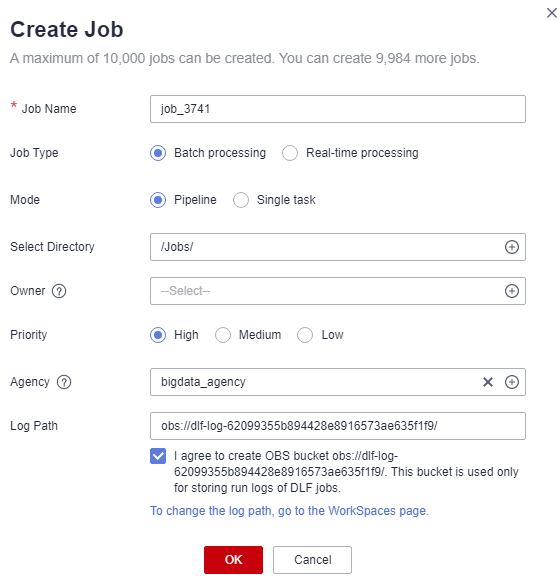 Create Job
A maximum of 10,000 jobs can be created. You can create 9,984 more jobs.
* Job Name job_3741
Job Type Batch processing Real-time processing
Mode Pipeline Single task
Select Directory /Jobs/
Owner ? --Select--
Priority High Medium Low
Agency ? bigdata_agency
Log Path obs://dlf-log-62099355b894428e8916573ae635f1f9/
I agree to create OBS bucket obs://dlf-log-
62099355b894428e8916573ae635f1f9/. This bucket is used only
for storing run logs of DLF jobs.
To change the log path, go to the WorkSpaces page.
OK Cancel